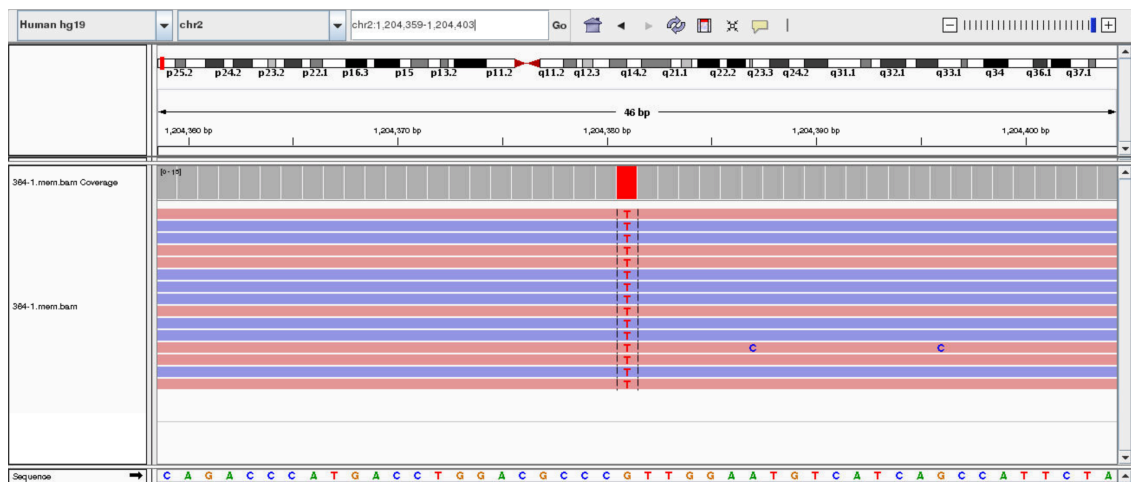 Human hg19 chr2 chr2:1,204,359-1,204,403 Go
p25.2 p24.2 p23.2 p22.1 p16.3 p15 p13.2 p11.2 q11.2 q12.3 q14.2 q21.1 q22.2 q23.3 q24.2 q31.1 q32.1 q33.1 q34 q36.1 q37.1
46 bp
1,204,360 bp 1,204,370 bp 1,204,380 bp 1,204,390 bp 1,204,400 bp
[0 - 15]
364-1.mem.bam Coverage
T
T
T
T
T
T
T
T
364-1.mem.bam T
T
T
T C C
T
T
T
Sequence C A G A C C C A T G A C C T G G A C G C C C G T T G G A A T G T C A T C A G C C A T T C T A